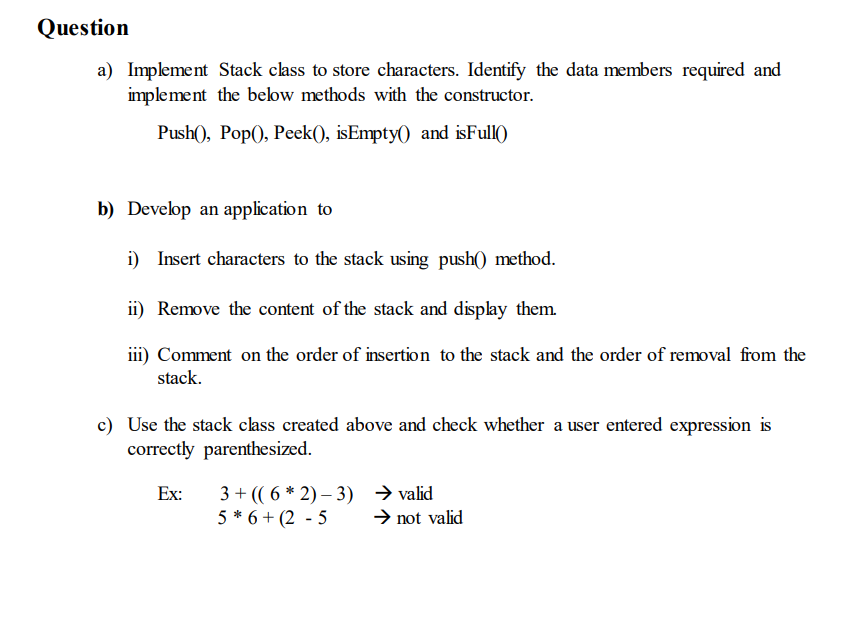 Question
a) Implement Stack class to store characters. Identify the data members required and
implement the below methods with the constructor.
Push(), Pop(), Peek(), isEmpty() and isFull()
b) Develop an application to
i) Insert characters to the stack using push() method.
ii) Remove the content of the stack and display them.
iii) Comment on the order of insertion to the stack and the order of removal from the
stack.
c) Use the stack class created above and check whether a user entered expression is
correctly parenthesized.
Ex: 3 + (( 6 * 2) – 3) → valid
5 * 6 + (2 - 5 → not valid